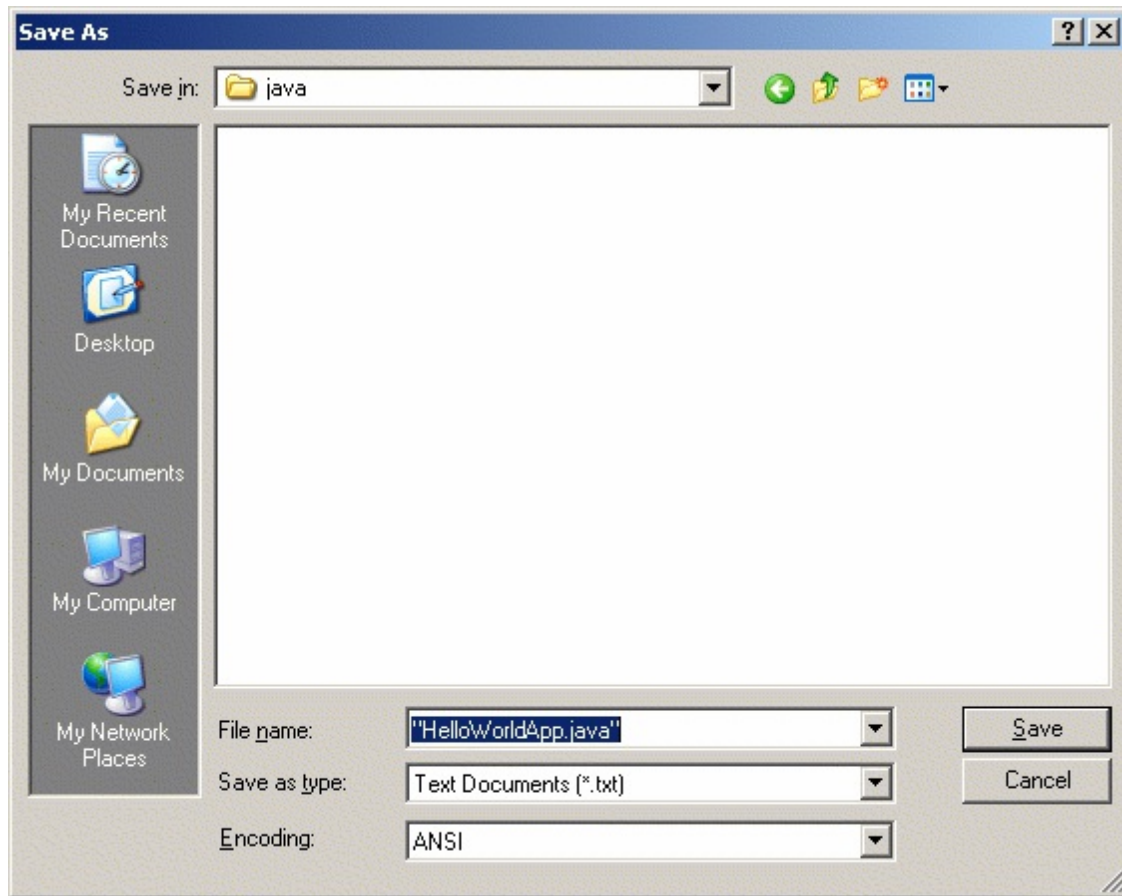 Save As
Save in: java
My Recent
Documents
Desktop
My Documents
My Computer
My Network
Places
File name: "HelloWorldApp.java" Save
Save as type: Text Documents (*.txt) Cancel
Encoding: ANSI